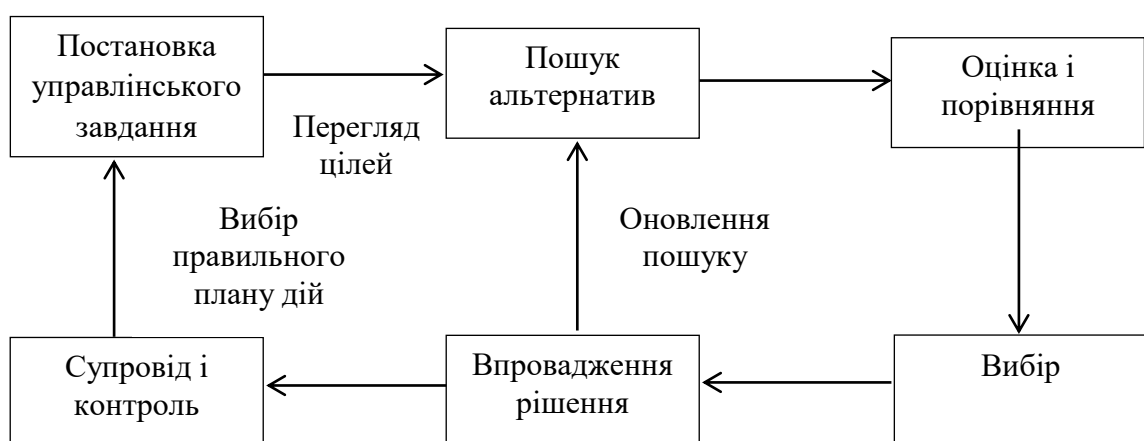 Постановка
управлінського
завдання
Перегляд
цілей
Пошук
альтернатив
Оцінка і
порівняння
Вибір
правильного
плану дій
Оновлення
пошуку
Супровід і
контроль
Впровадження
рішення
Вибір